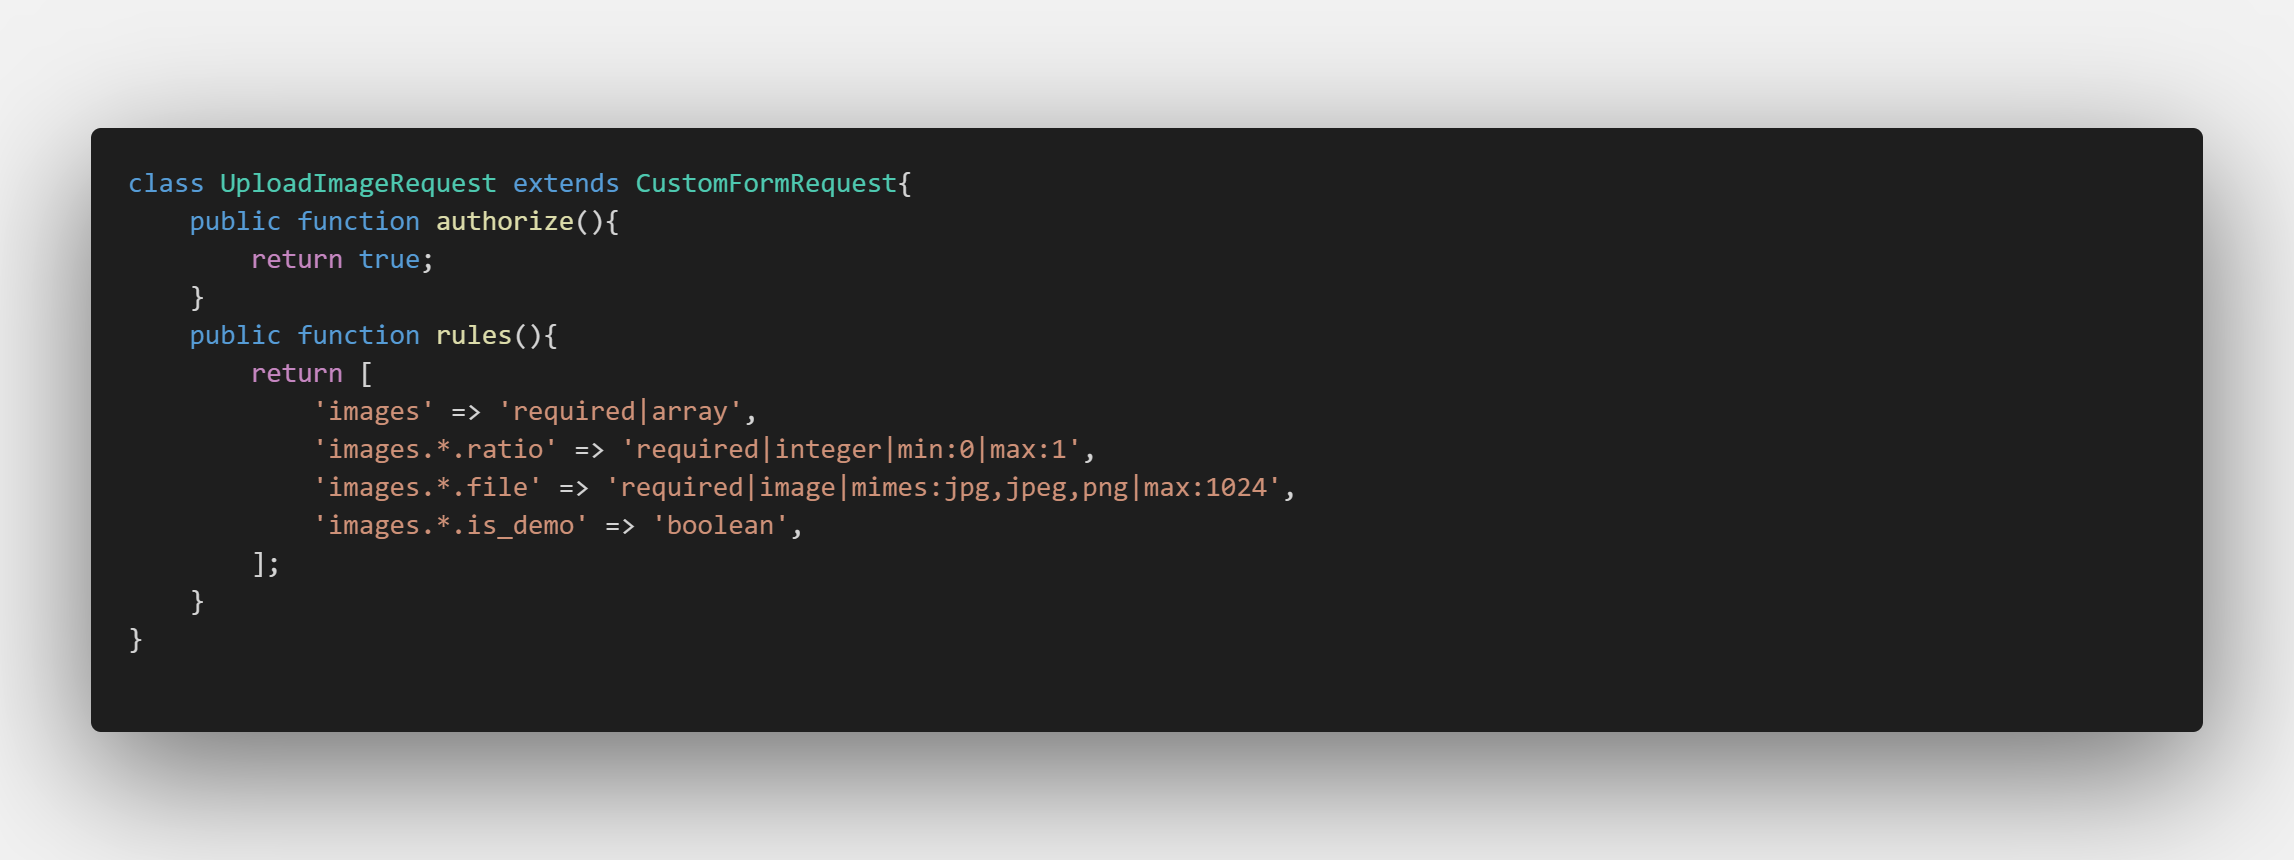 class UploadImageRequest extends CustomFormRequest{
    public function authorize(){
        return true;
    }
    public function rules(){
        return [
            'images' => 'required|array',
            'images.*.ratio' => 'required|integer|min:0|max:1',
            'images.*.file' => 'required|image|mimes:jpg,jpeg,png|max:1024',
            'images.*.is_demo' => 'boolean',
        ];
    }
}